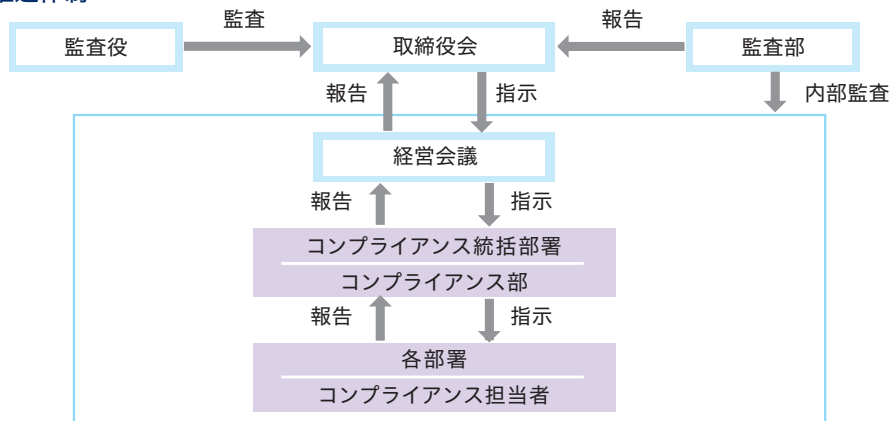 監査
報告
監査役
取締役会
監査部
報告
指示
内部監査
経営会議
報告
指示
コンプライアンス統括部署
コンプライアンス部
報告
指示
各部署
コンプライアンス担当者